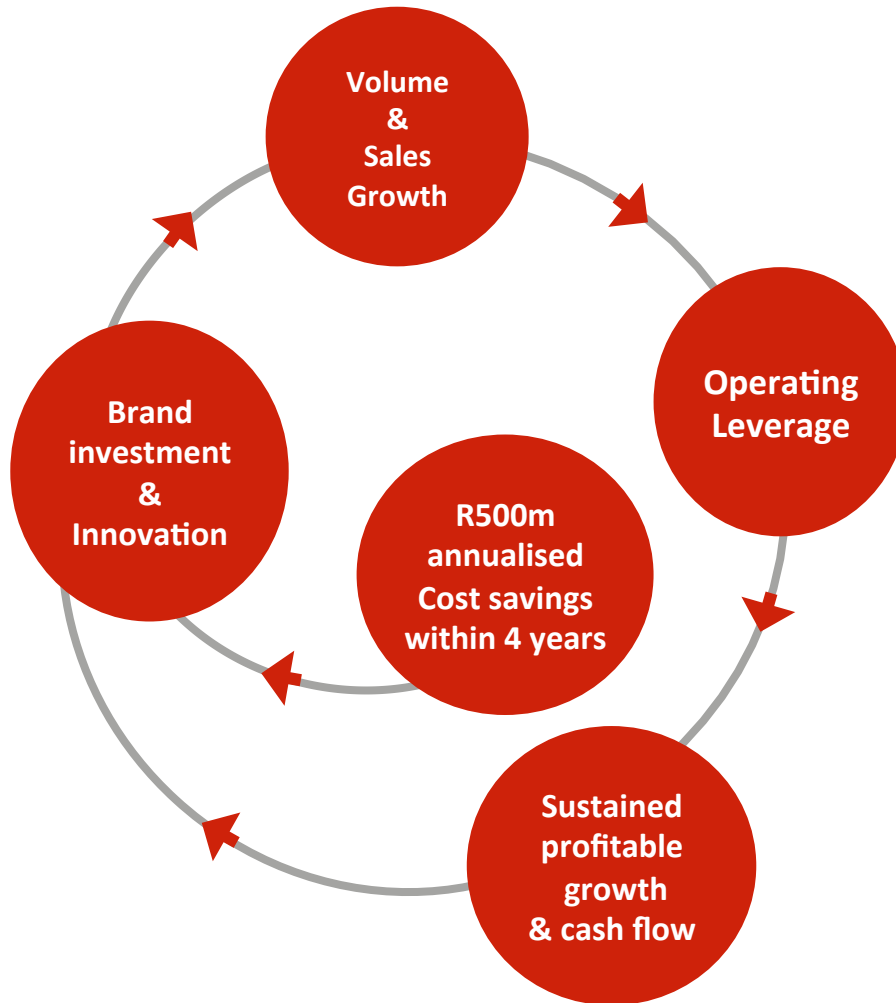 Volume
&
Sales
Growth
Operating
Leverage
Brand
investment
&
Innovation
R500m
annualised
Cost savings
within 4 years
Sustained
profitable
growth
& cash flow